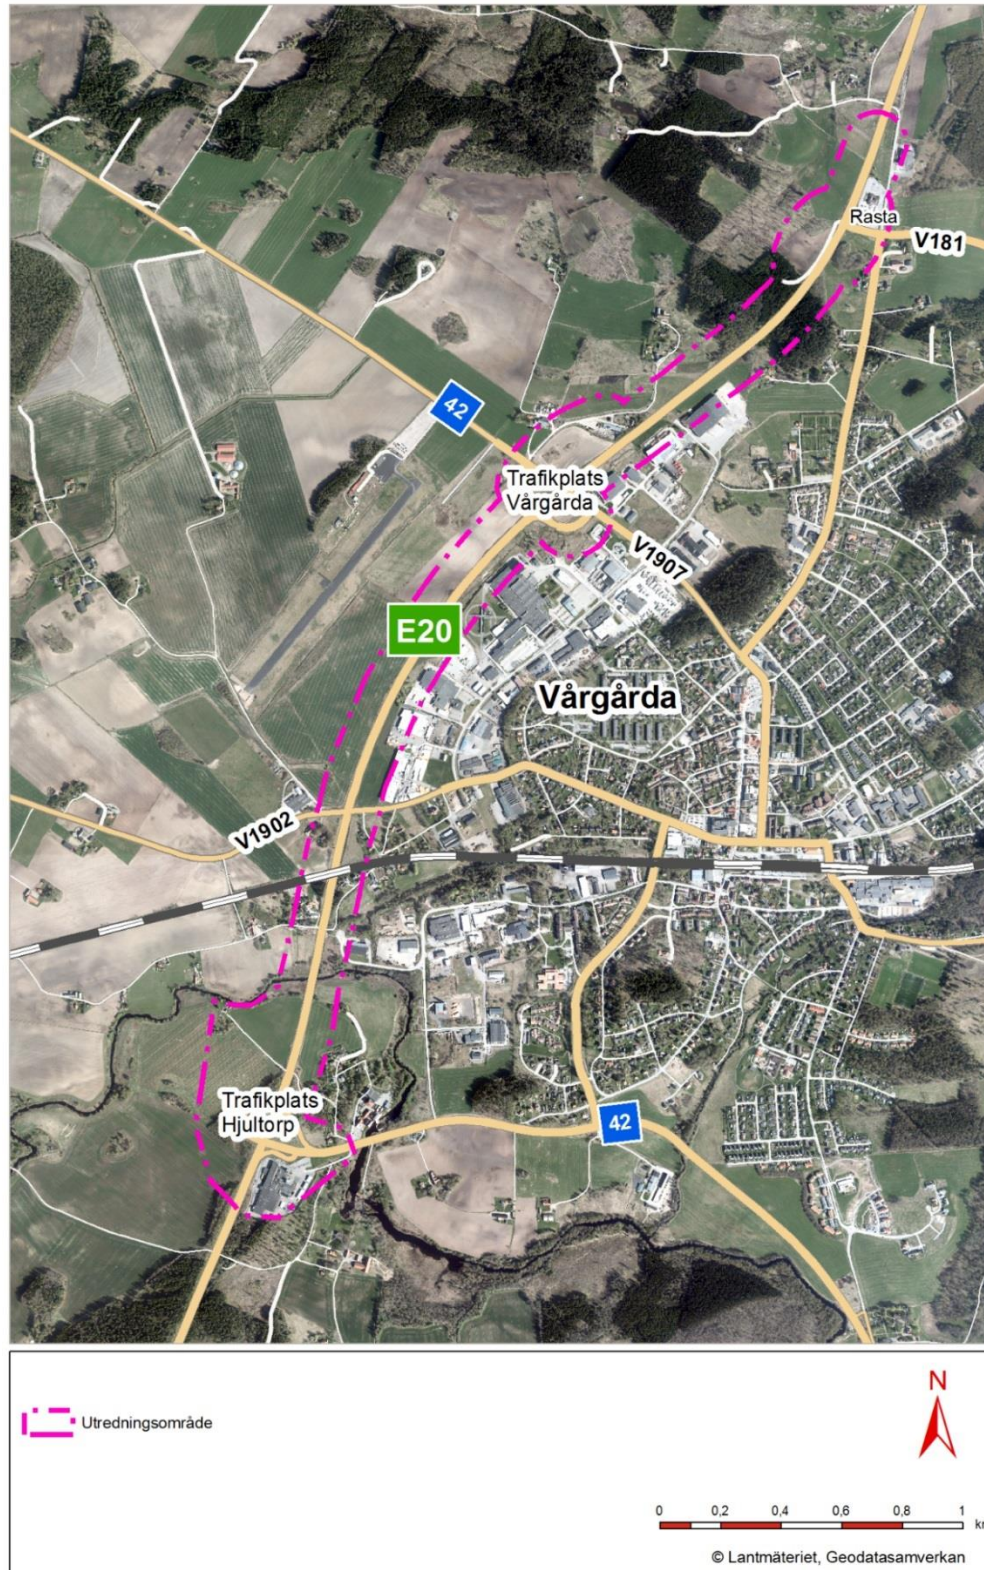 Rasta
V181
42
Trafikplats
Vårgårda
V1907
E20
Vårgårda
V1902
Trafikplats
Hjultorp
42
N
Utredningsområde
0 0,2 0,4 0,6 0,8 1
km
© Lantmäteriet, Geodatasamverkan